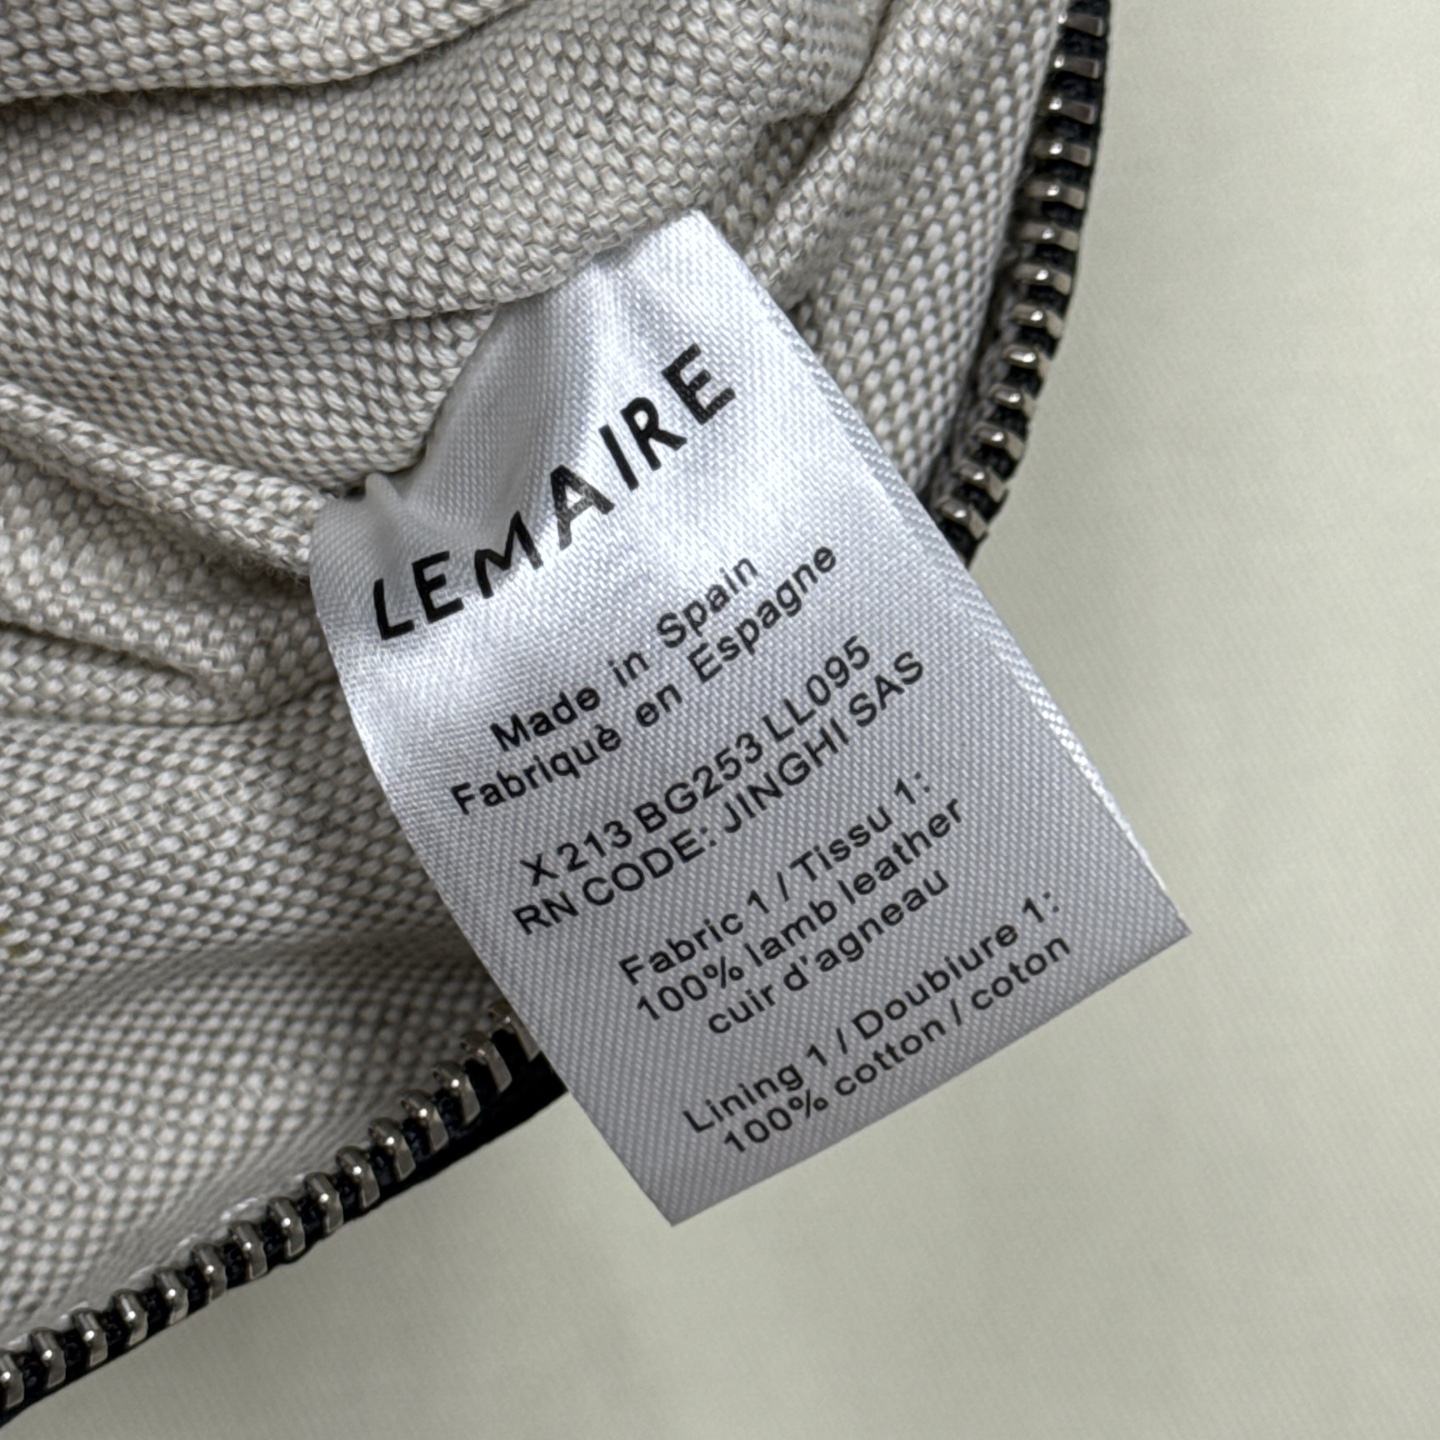 LEMAIRE
Made in Spain
Fabriquè en Espagne
X 213 BG253 LL095
RN CODE: JINGHI SAS
Fabric 1 / Tissu 1:
100% lamb leather
cuir d'agneau
Lining 1 / Doubiure 1:
100% cotton / coton